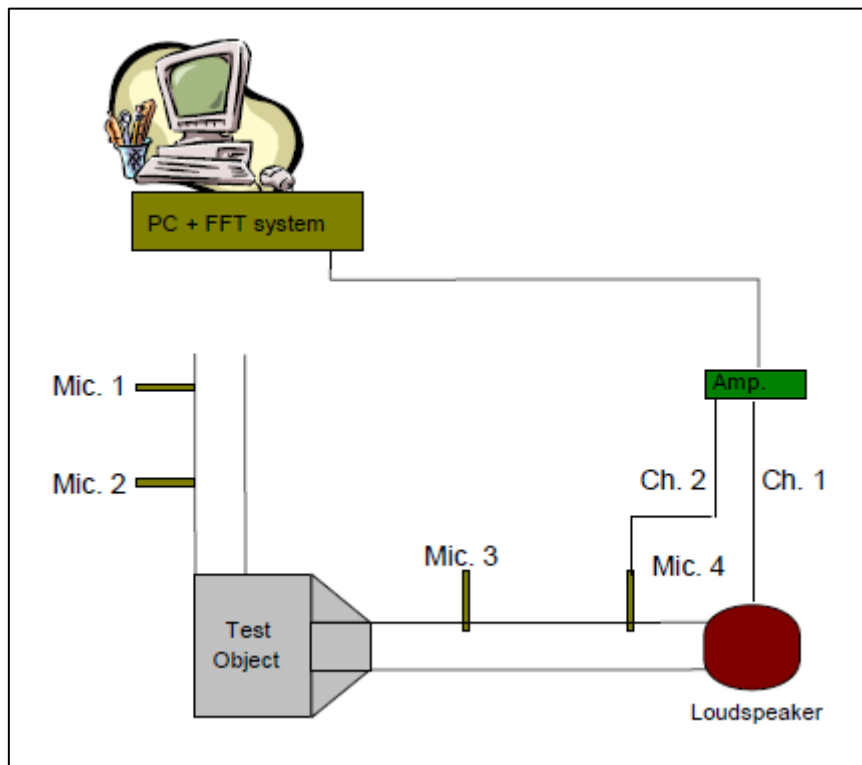 PC + FFT system
Amp.
Mic. 1
Mic. 2
Ch. 2
Ch. 1
Mic. 3
Mic. 4
Test
Object
Loudspeaker